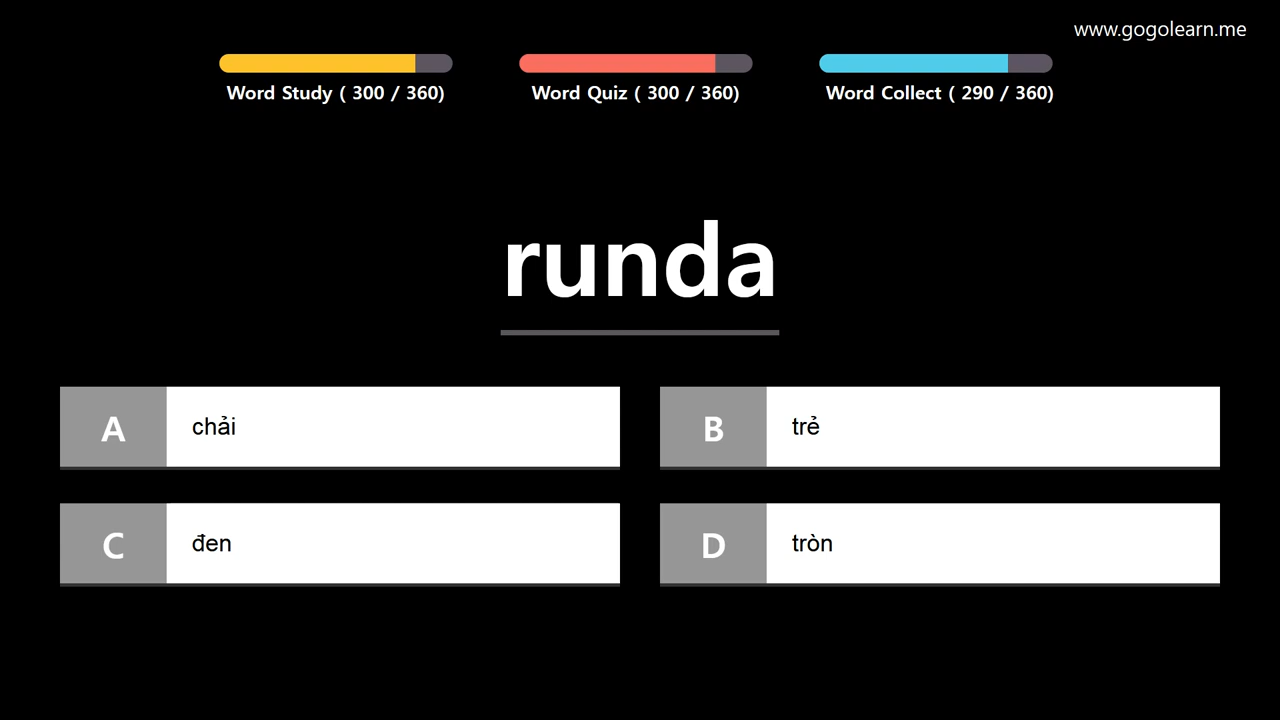 www.gogolearn.me
Word Study ( 300 / 360)
Word Quiz ( 300 / 360)
Word Collect ( 290 / 360)
runda
A chải
B trẻ
C đen
D tròn